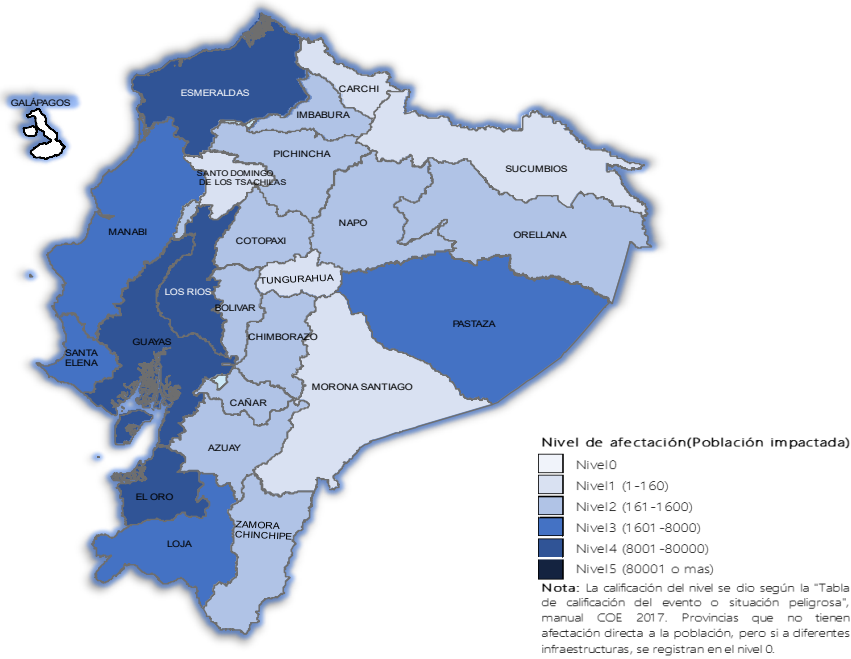 ESMERALDAS
CARCHI
GALÁPAGOS
IMBABURA
PICHINCHA
SUCUMBIOS
SANTO DOMINGO
DE LOS TSACHILAS
NAPO
MANABI
ORELLANA
COTOPAXI
TUNGURAHUA
LOS RIOS
BOLIVAR
PASTAZA
CHIMBORAZO
GUAYAS
SANTA
ELENA
MORONA SANTIAGO
CAÑAR
AZUAY
EL ORO
ZAMORA
CHINCHIPE
LOJA
Nivel de afectación(Población impactada)
Nivel0
Nivel1 (1-160)
Nivel2 (161-1600)
Nivel3 (1601-8000)
Nivel4 (8001-80000)
Nivel5 (80001 o mas)
Nota: La calificación del nivel se dio según la "Tabla
de calificación del evento o situación peligrosa",
manual COE 2017. Provincias que no tienen
afectación directa a la población, pero si a diferentes
infraestructuras, se registran en el nivel 0.